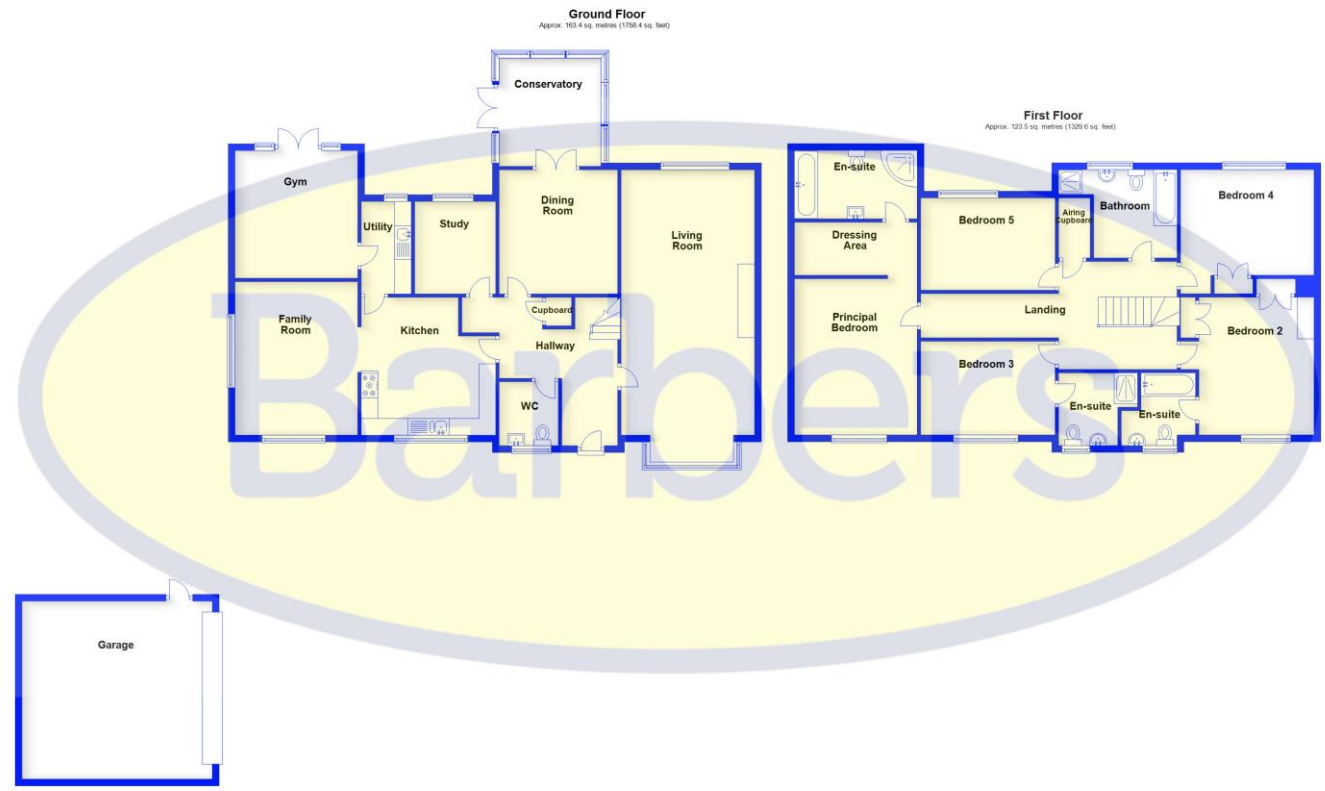 Ground Floor
Approx. 163.4 sq. metres (1758.4 sq. feet)
Conservatory
Gym
Dining
Room
Utility
Study
Living
Room
Family
Room
Kitchen
Cupboard
Hallway
WC
Garage
First Floor
Approx. 123.5 sq. metres (1329.6 sq. feet)
En-suite
Bedroom 5
Airing
Cupboard
Bathroom
Bedroom 4
Dressing
Area
Principal
Bedroom
Landing
Bedroom 2
Bedroom 3
En-suite
En-suite
Barbers